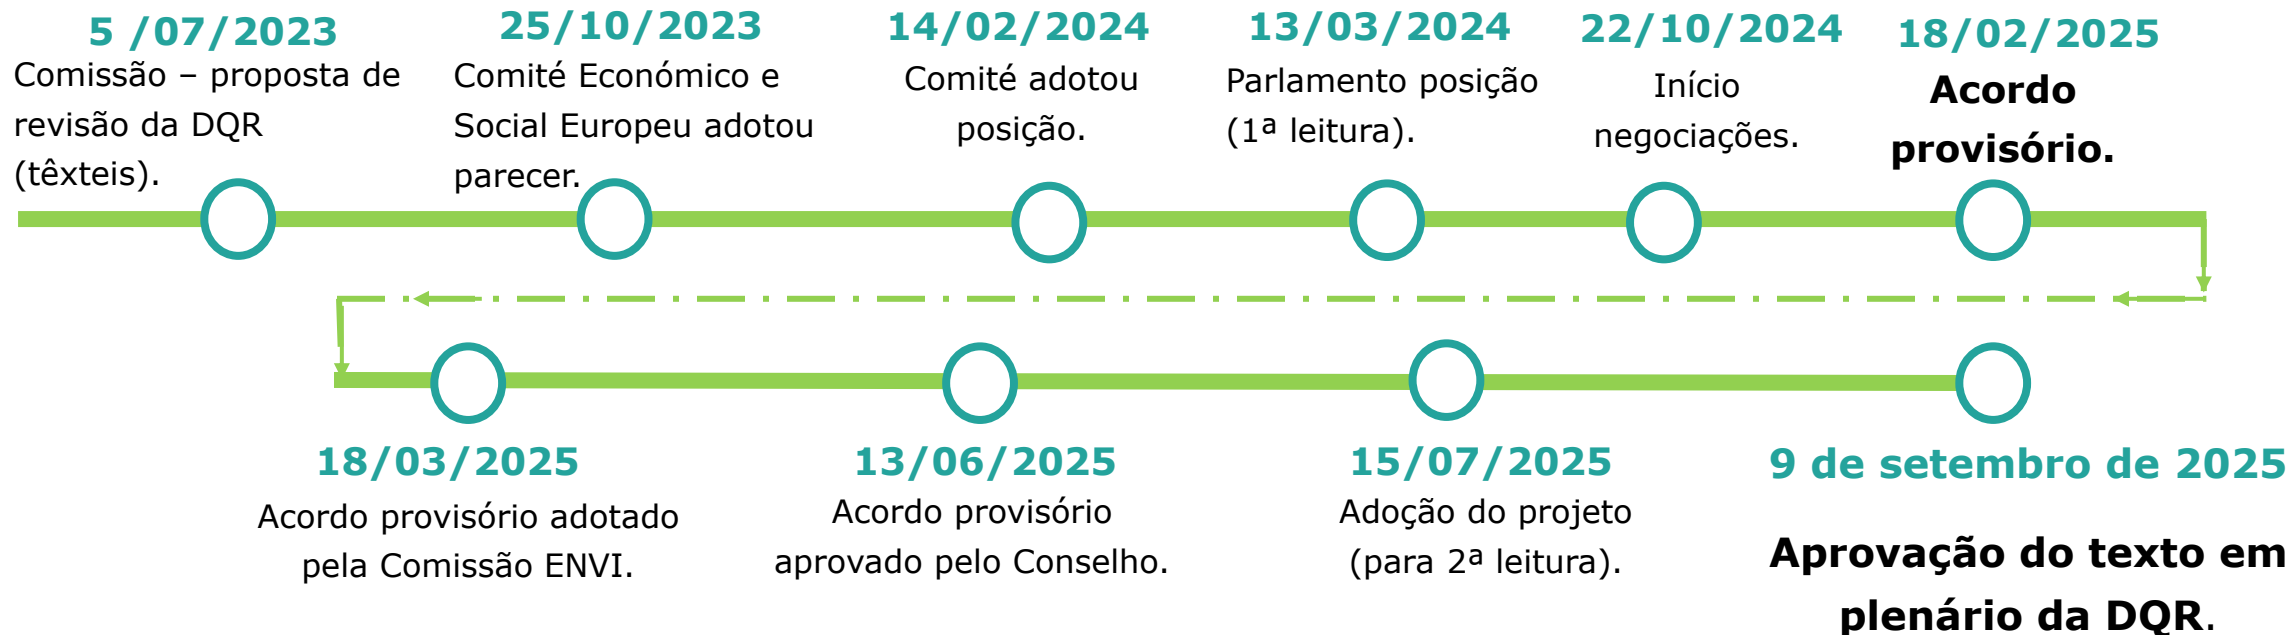 5 /07/2023
Comissão – proposta de
revisão da DQR
(têxteis).
25/10/2023
Comité Económico e
Social Europeu adotou
parecer.
14/02/2024
Comité adotou
posição.
13/03/2024
Parlamento posição
(1ª leitura).
22/10/2024
Início
negociações.
18/02/2025
Acordo
provisório.
18/03/2025
Acordo provisório adotado
pela Comissão ENVI.
13/06/2025
Acordo provisório
aprovado pelo Conselho.
15/07/2025
Adoção do projeto
(para 2ª leitura).
9 de setembro de 2025
Aprovação do texto em
plenário da DQR.